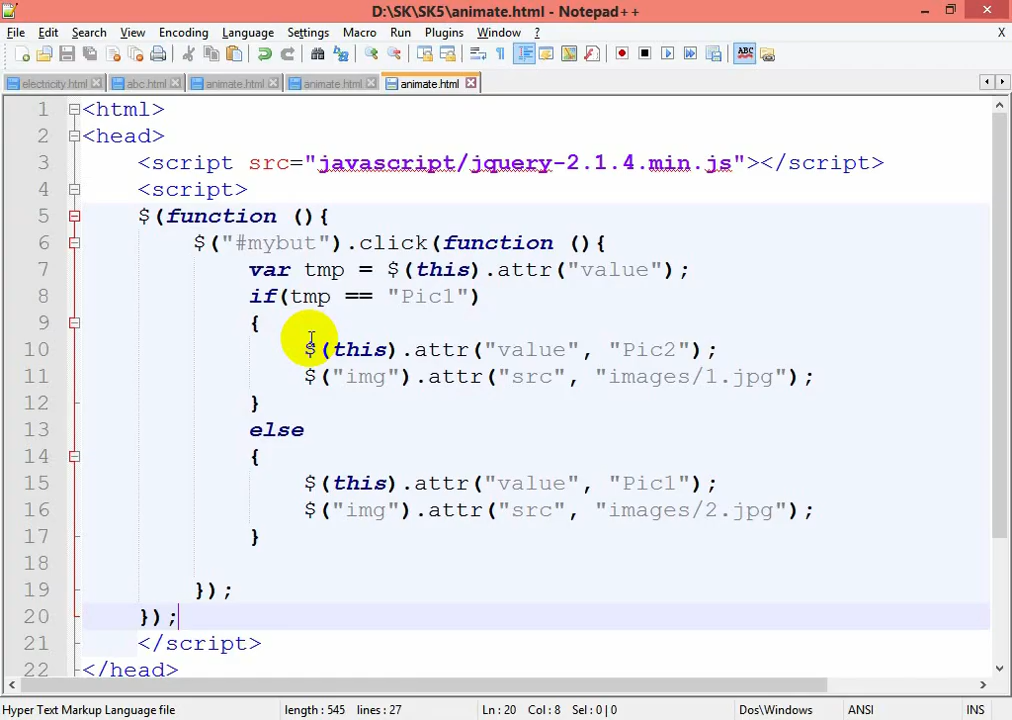 D:\SK\SK5\animate.html - Notepad++
File Edit Search View Encoding Language Settings Macro Run Plugins Window ? X
electricity.html abc.html animate.html animate.html animate.html
1 <html>
2 <head>
3 <script src="javascript/jquery-2.1.4.min.js"></script>
4 <script>
5 $(function (){
6 $("#mybut").click(function (){
7 var tmp = $(this).attr("value");
8 if(tmp == "Pic1")
9 {
10 $(this).attr("value", "Pic2");
11 $("img").attr("src", "images/1.jpg");
12 }
13 else
14 {
15 $(this).attr("value", "Pic1");
16 $("img").attr("src", "images/2.jpg");
17 }
18
19 });
20 });
21 </script>
22 </head>
Hyper Text Markup Language file length : 545 lines : 27 Ln : 20 Col : 8 Sel : 0 | 0 Dos\Windows ANSI INS